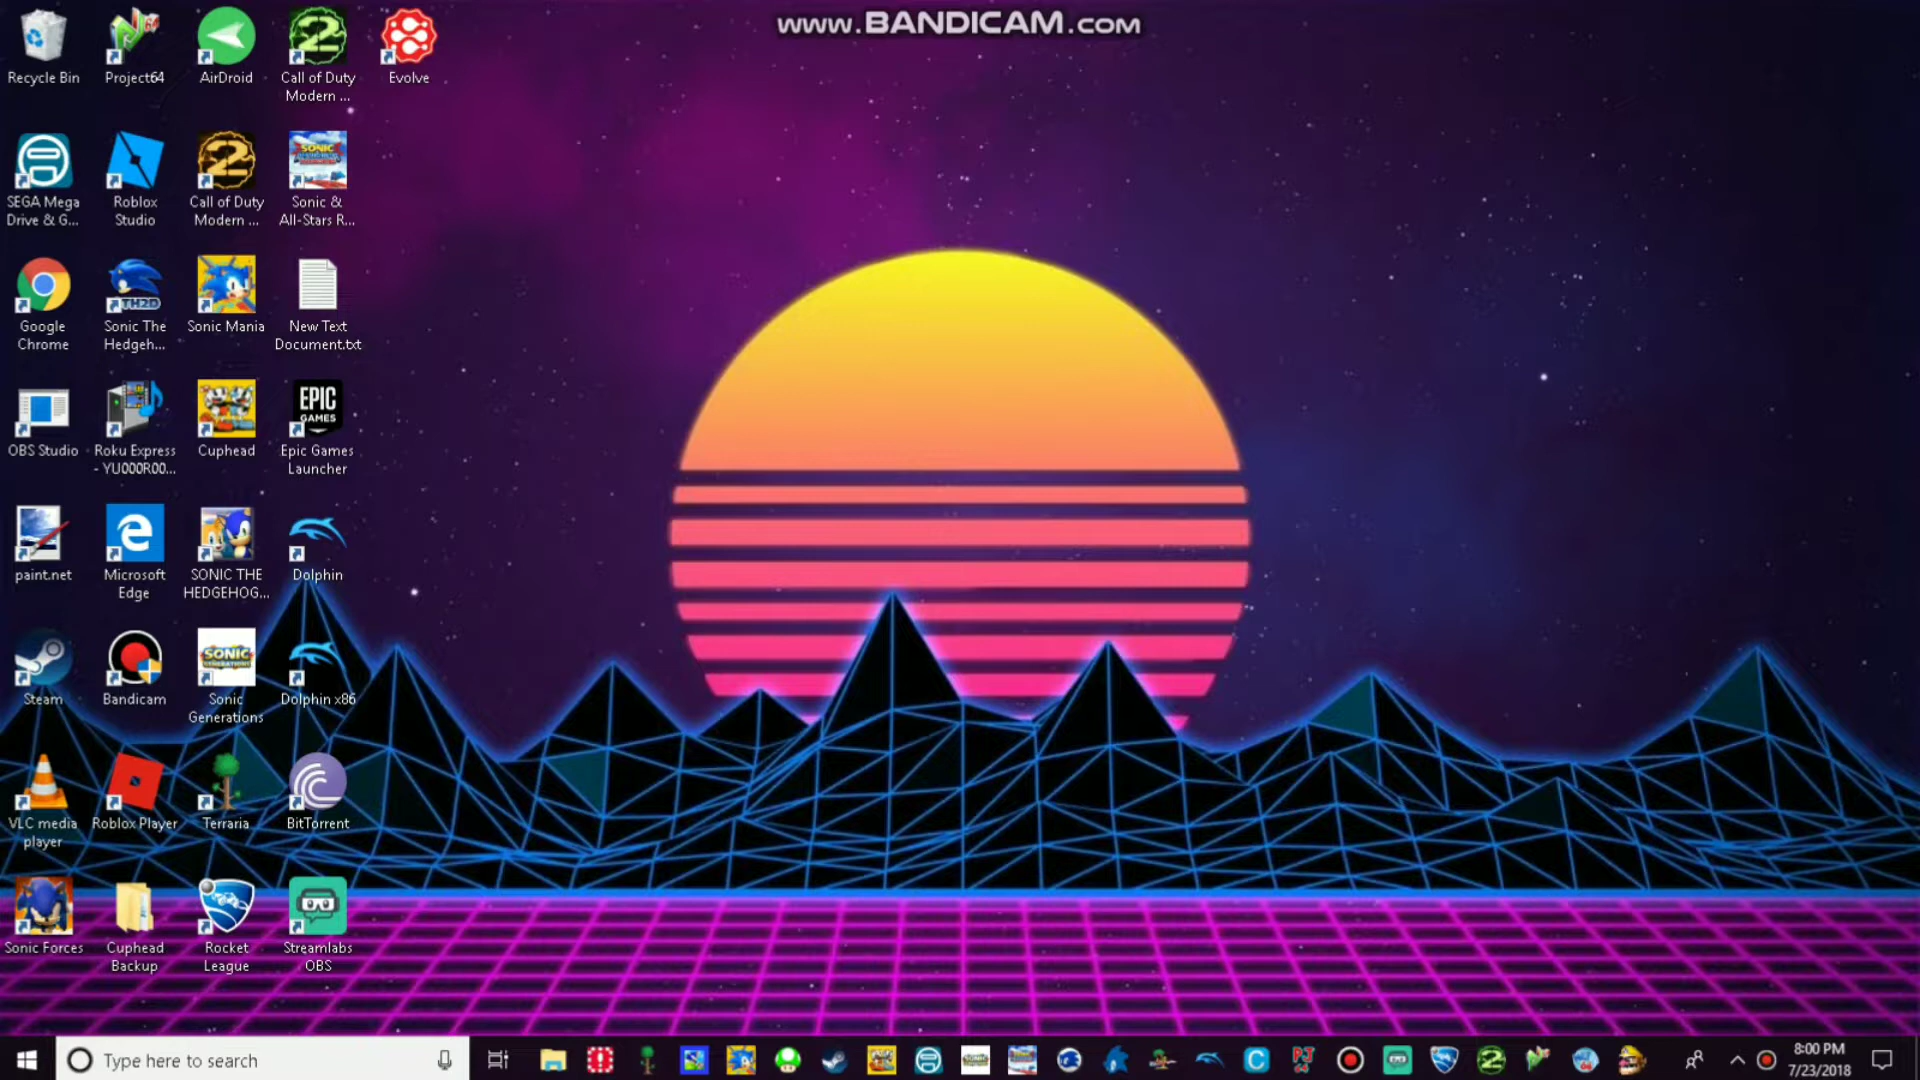 www.BANDICAM.com
Recycle Bin
Project64
AirDroid
Call of Duty
Modern ...
Evolve
SEGA Mega
Drive & G...
Roblox
Studio
Call of Duty
Modern ...
Sonic &
All-Stars R...
Google
Chrome
Sonic The
Hedgeh...
Sonic Mania
New Text
Document.txt
OBS Studio
Roku Express
- YU000R00...
Cuphead
EPIC
GAMES
Epic Games
Launcher
paint.net
Microsoft
Edge
SONIC THE
HEDGEHOG...
Dolphin
Steam
Bandicam
Sonic
Generations
Dolphin x86
VLC media
player
Roblox Player
Terraria
BitTorrent
Sonic Forces
Cuphead
Backup
Rocket
League
Streamlabs
OBS
Type here to search
8:00 PM
7/23/2018